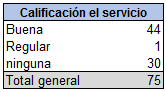 Calificación el servicio
Buena 44
Regular 1
ninguna 30
Total general 75